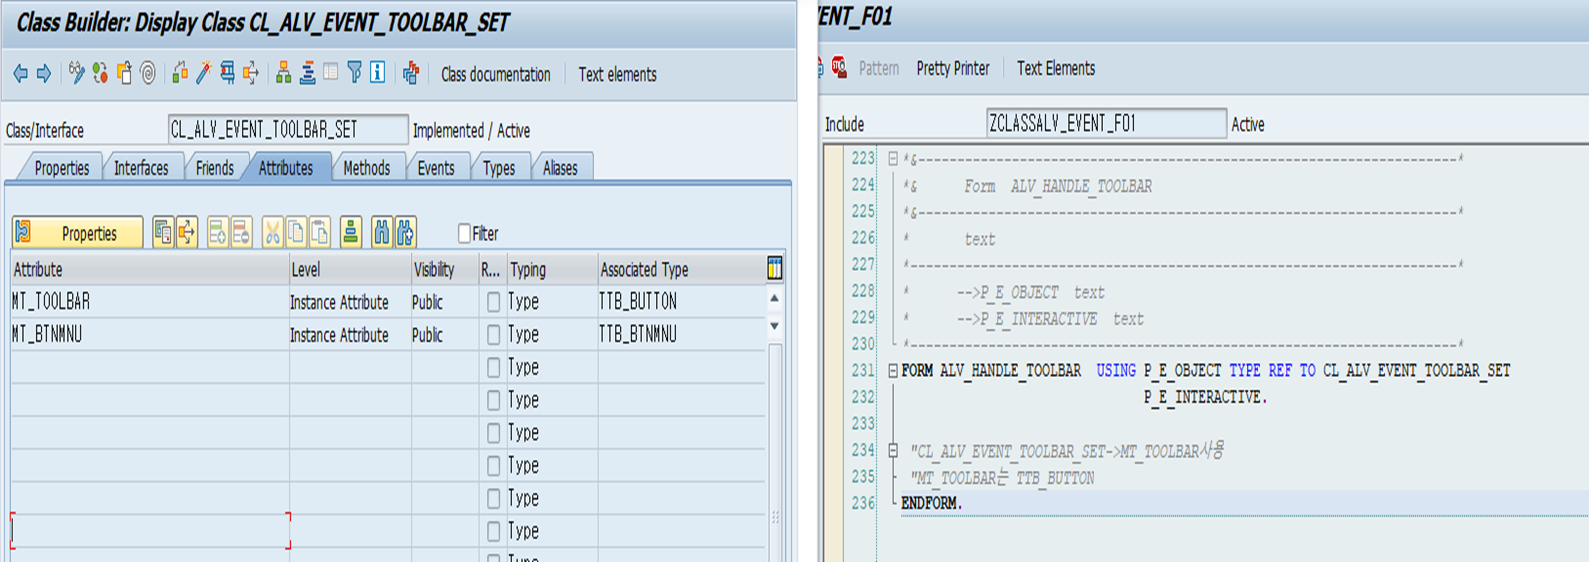 Class Builder: Display Class CL_ALV_EVENT_TOOLBAR_SET
Class documentation Text elements
Class/Interface CL_ALV_EVENT_TOOLBAR_SET Implemented / Active
Properties Interfaces Friends Attributes Methods Events Types Aliases
Properties Filter
Attribute Level Visibility R... Typing Associated Type
MT_TOOLBAR Instance Attribute Public Type TTB_BUTTON
MT_BTNMNU Instance Attribute Public Type TTB_BTNMNU
Type
Type
Type
Type
Type
Type
Type
ENT_F01
Pattern Pretty Printer Text Elements
Include ZCLASSALV_EVENT_F01 Active
223 *&---------------------------------------------------------------------*
224 *& Form ALV_HANDLE_TOOLBAR
225 *&---------------------------------------------------------------------*
226 * text
227 *----------------------------------------------------------------------*
228 * -->P_E_OBJECT text
229 * -->P_E_INTERACTIVE text
230 *----------------------------------------------------------------------*
231 FORM ALV_HANDLE_TOOLBAR USING P_E_OBJECT TYPE REF TO CL_ALV_EVENT_TOOLBAR_SET
232 P_E_INTERACTIVE.
233
234 "CL_ALV_EVENT_TOOLBAR_SET->MT_TOOLBAR사용
235 "MT_TOOLBAR는 TTB_BUTTON
236 ENDFORM.